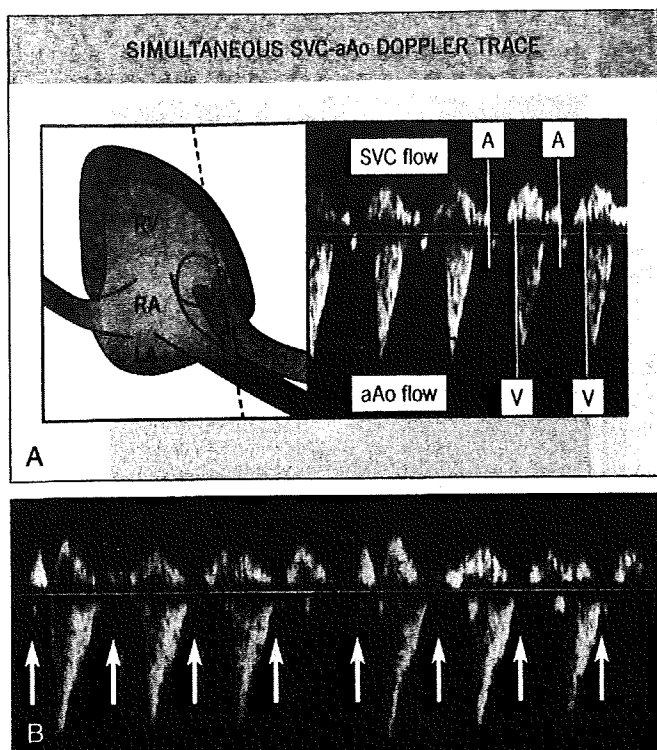 SIMULTANEOUS SVC-aAo DOPPLER TRACE
SVC flow
A
A
RV
RA
LA
aAo flow
V
V
A
B